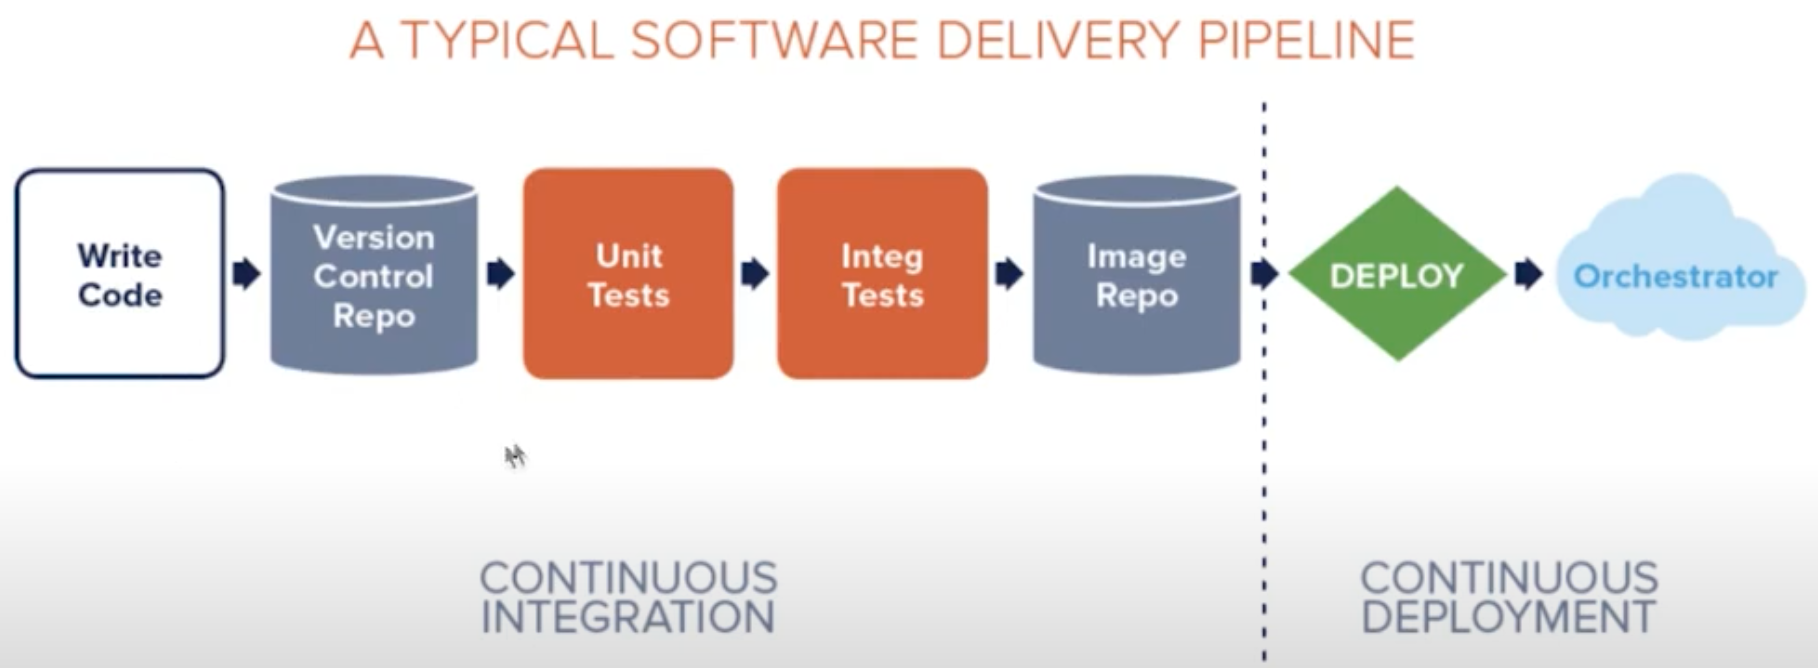 A TYPICAL SOFTWARE DELIVERY PIPELINE
Write
Code
Version
Control
Repo
Unit
Tests
Integ
Tests
Image
Repo
DEPLOY
Orchestrator
CONTINUOUS
INTEGRATION
CONTINUOUS
DEPLOYMENT